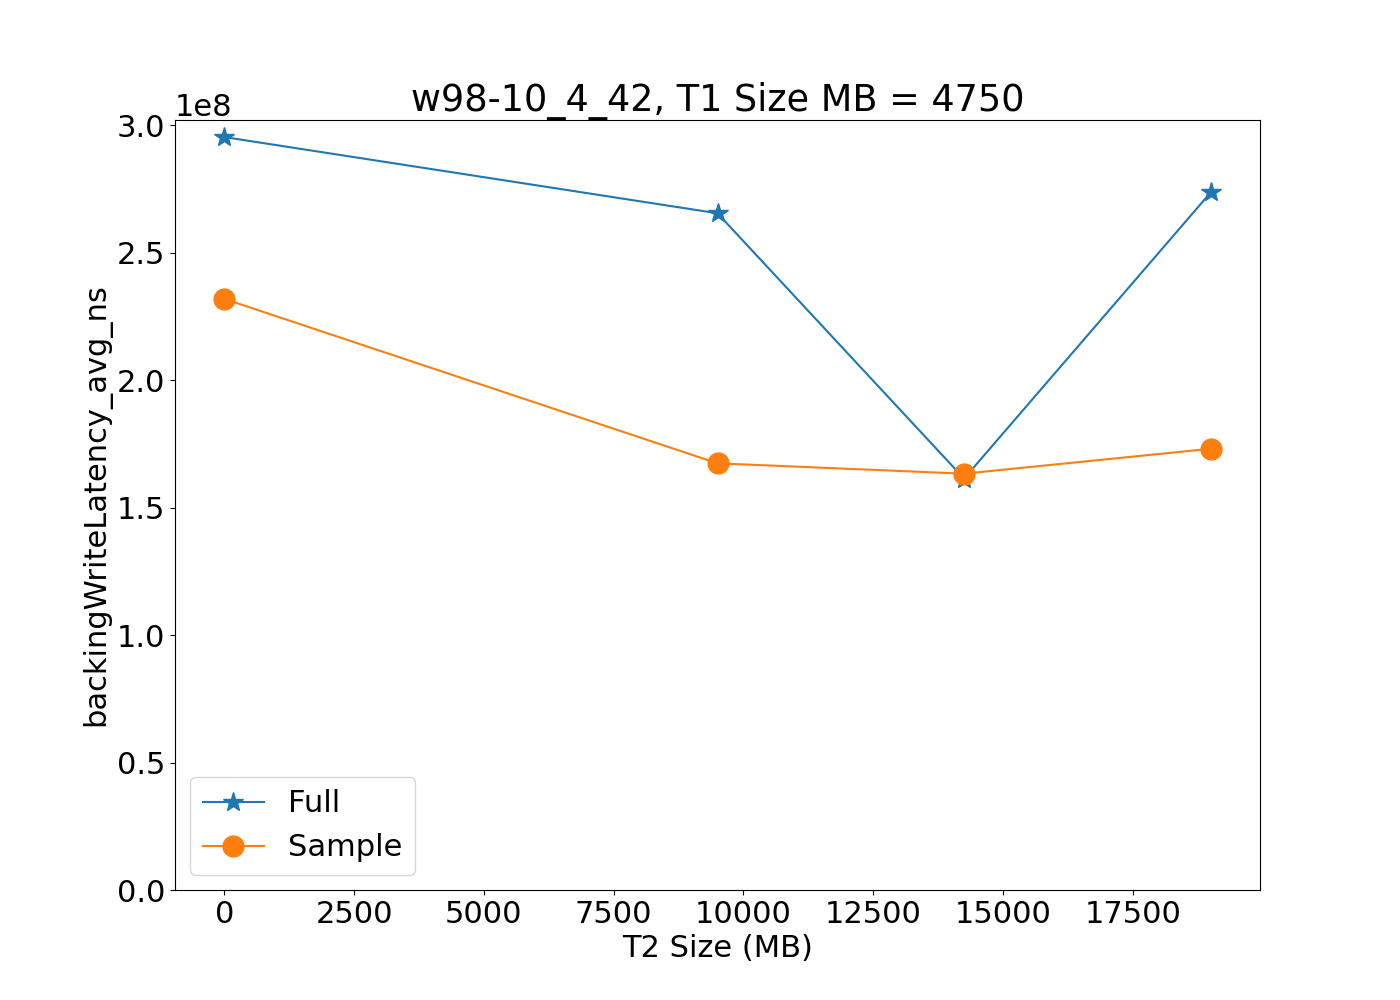 w98-10_4_42, T1 Size MB = 4750
1e8
3.0
2.5
2.0
1.5
1.0
0.5
0.0
backingWriteLatency_avg_ns
Full
Sample
0 2500 5000 7500 10000 12500 15000 17500
T2 Size (MB)